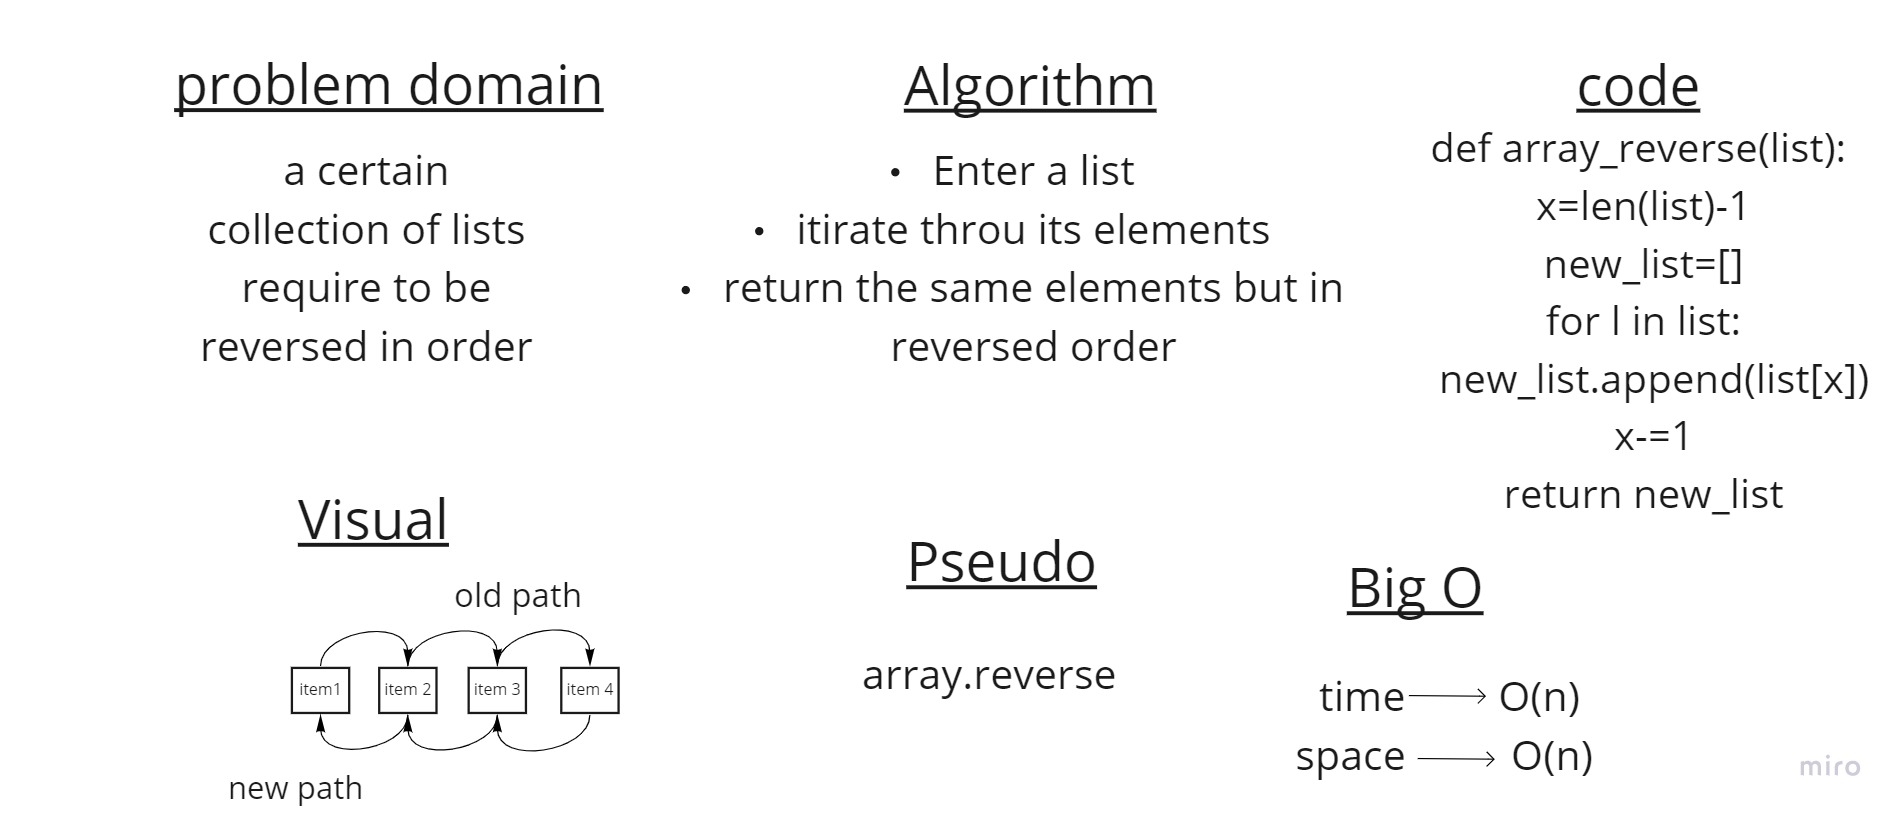 problem domain
a certain
collection of lists
require to be
reversed in order
Algorithm
• Enter a list
• itirate throu its elements
• return the same elements but in
reversed order
code
def array_reverse(list):
x=len(list)-1
new_list=[]
for l in list:
new_list.append(list[x])
x-=1
return new_list
Visual
old path
item1 item 2 item 3 item 4
new path
Pseudo
array.reverse
Big O
time → O(n)
space → O(n)
miro